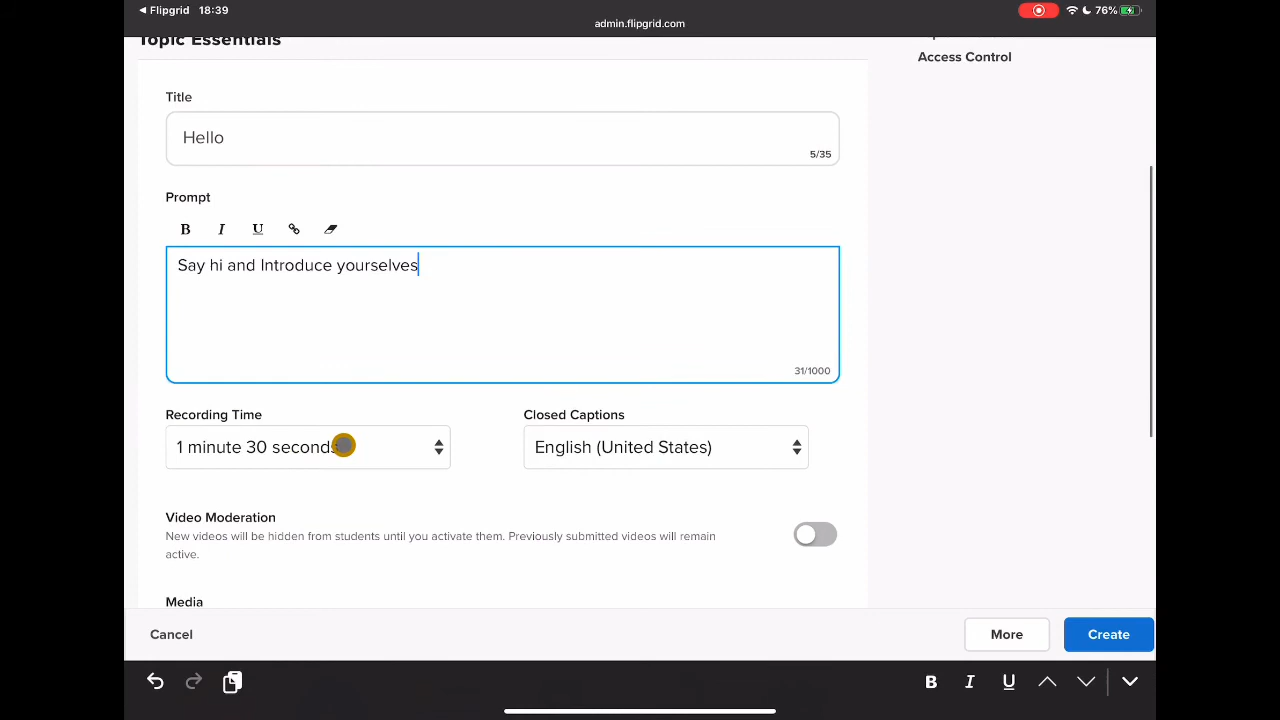 Flipgrid 18:39
76%
admin.flipgrid.com
Topic Essentials
Access Control
Title
Hello
5/35
Prompt
B I U
Say hi and Introduce yourselves
31/1000
Recording Time
Closed Captions
1 minute 30 seconds
English (United States)
Video Moderation
New videos will be hidden from students until you activate them. Previously submitted videos will remain
active.
Media
Cancel
More
Create
B I U